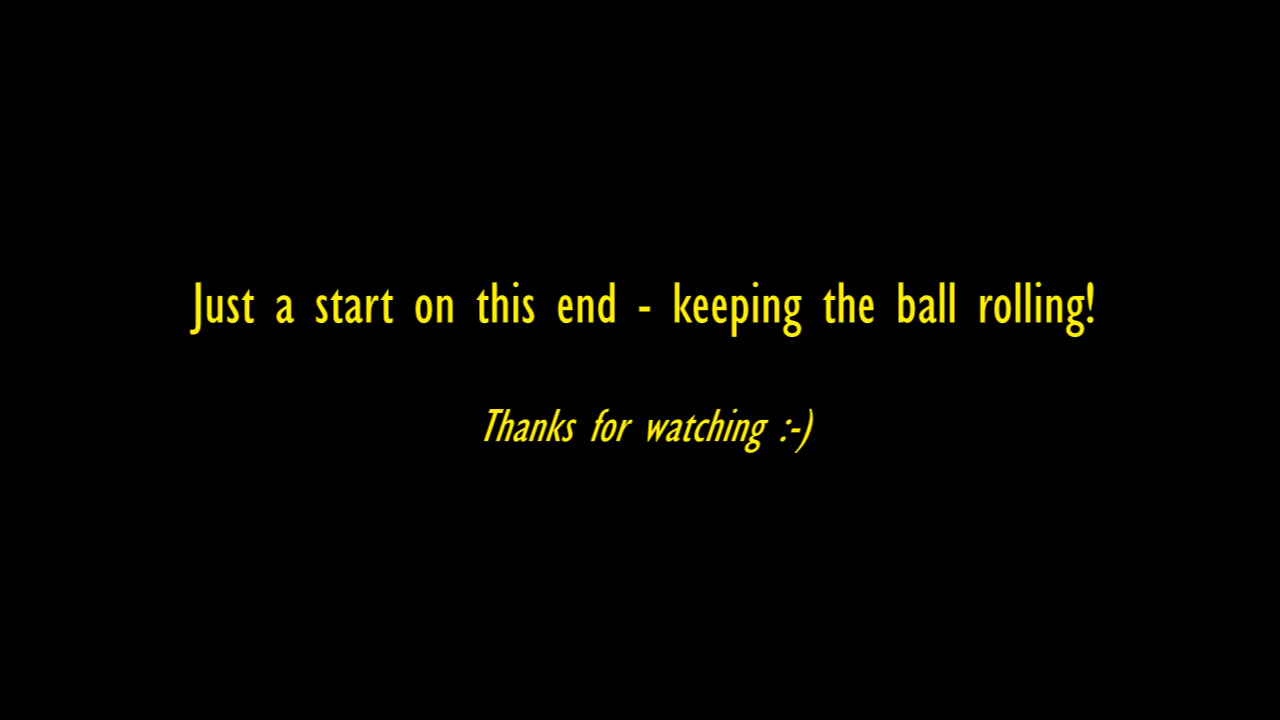 Just a start on this end - keeping the ball rolling!
Thanks for watching :-)